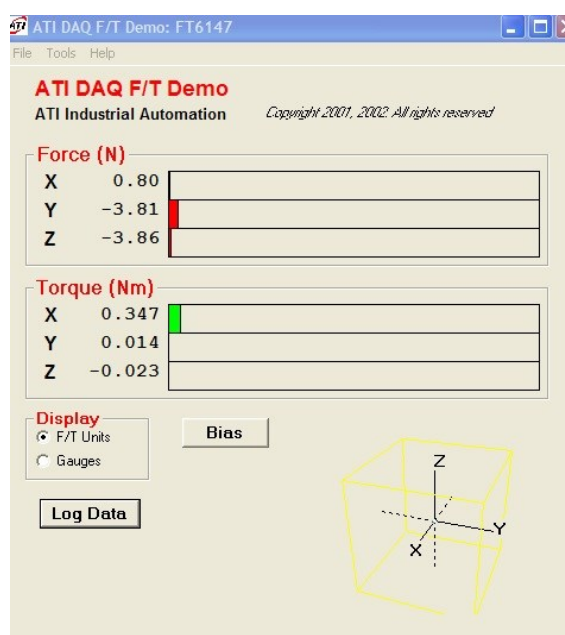 ATI ATI DAQ F/T Demo: FT6147
File Tools Help
ATI DAQ F/T Demo
ATI Industrial Automation Copyright 2001, 2002. All rights reserved
Force (N)
X 0.80
Y -3.81
Z -3.86
Torque (Nm)
X 0.347
Y 0.014
Z -0.023
Display
F/T Units
Gauges
Bias
Log Data
Z
Y
X